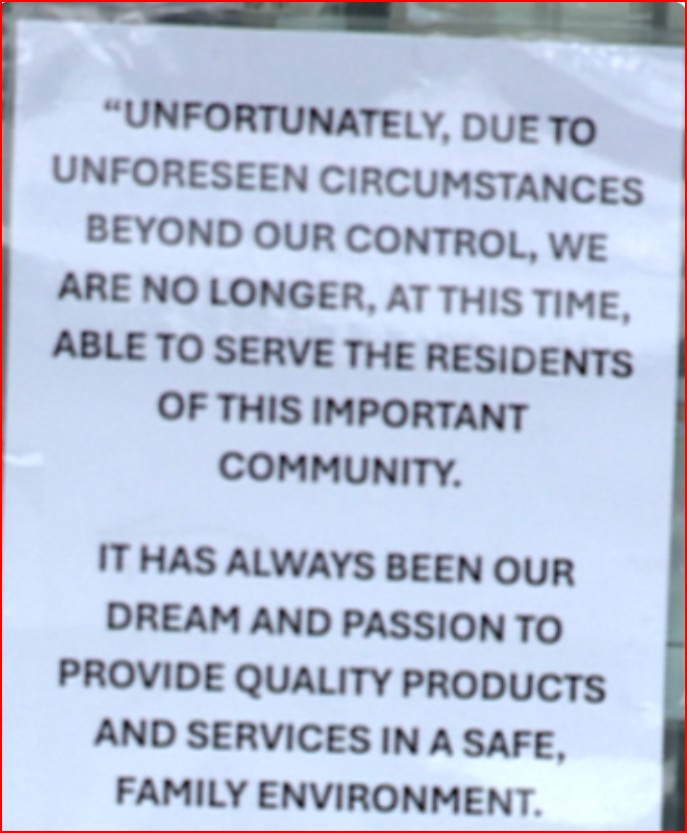 “UNFORTUNATELY, DUE TO
UNFORESEEN CIRCUMSTANCES
BEYOND OUR CONTROL, WE
ARE NO LONGER, AT THIS TIME,
ABLE TO SERVE THE RESIDENTS
OF THIS IMPORTANT
COMMUNITY.
IT HAS ALWAYS BEEN OUR
DREAM AND PASSION TO
PROVIDE QUALITY PRODUCTS
AND SERVICES IN A SAFE,
FAMILY ENVIRONMENT.